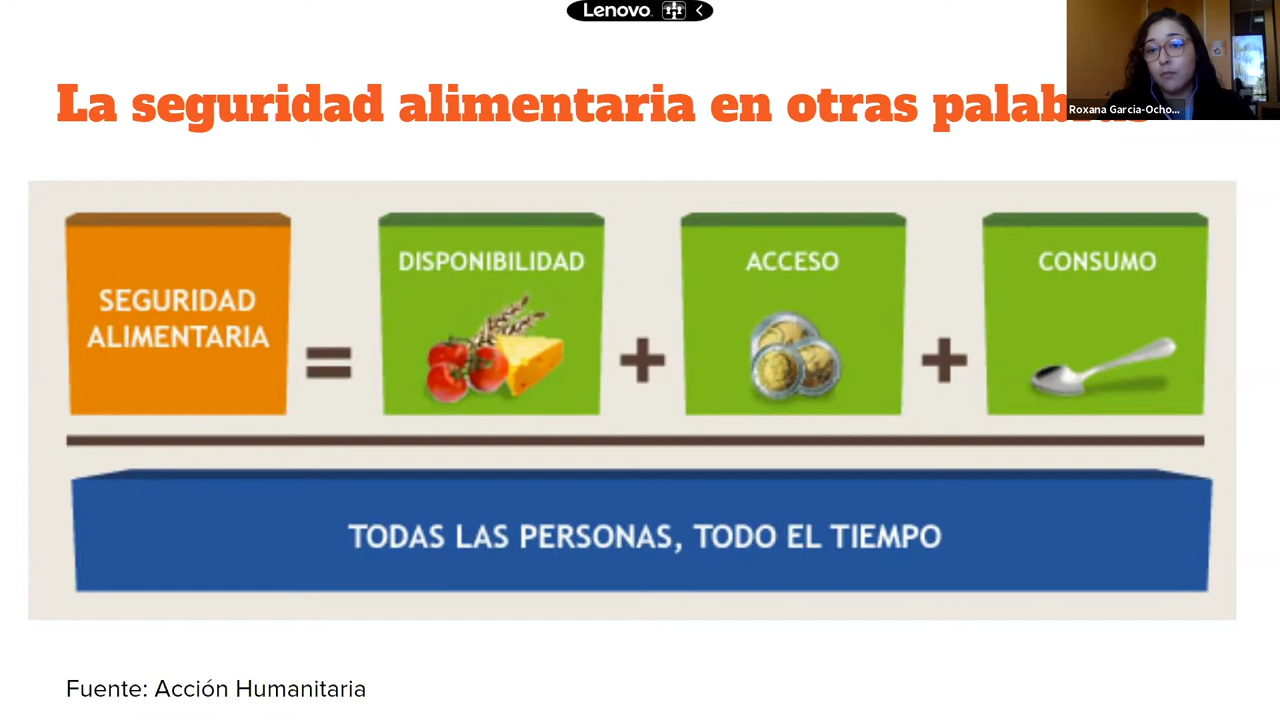 Lenovo
La seguridad alimentaria en otras palabras
Roxana Garcia-Ocho...
SEGURIDAD
ALIMENTARIA
=
DISPONIBILIDAD
+
ACCESO
+
CONSUMO
TODAS LAS PERSONAS, TODO EL TIEMPO
Fuente: Acción Humanitaria